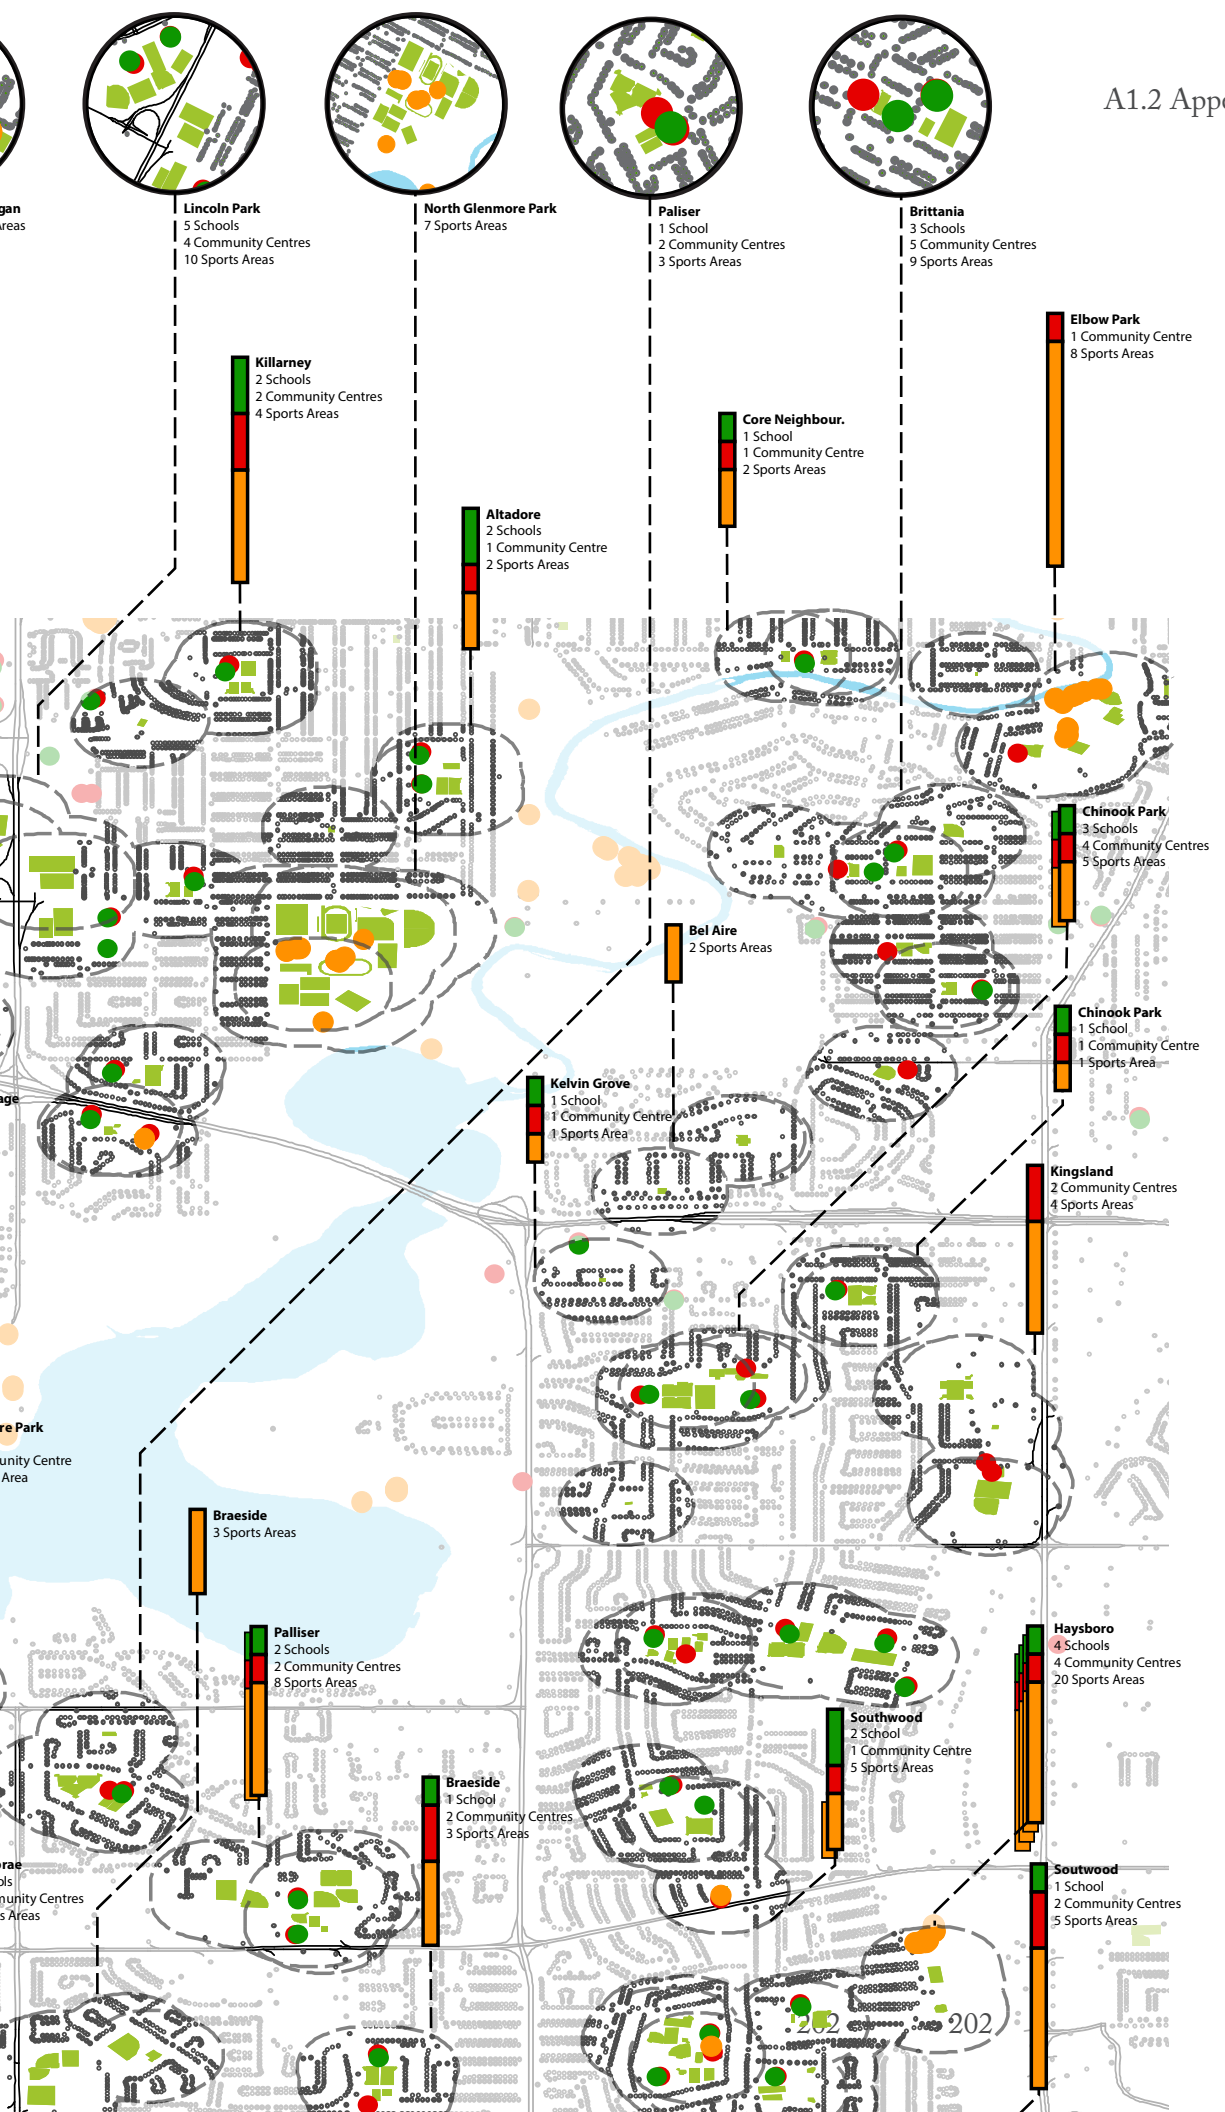 A1.2 Appe
gan
Areas
Lincoln Park
5 Schools
4 Community Centres
10 Sports Areas
North Glenmore Park
7 Sports Areas
Paliser
1 School
2 Community Centres
3 Sports Areas
Brittania
3 Schools
5 Community Centres
9 Sports Areas
Elbow Park
1 Community Centre
8 Sports Areas
Killarney
2 Schools
2 Community Centres
4 Sports Areas
Core Neighbour.
1 School
1 Community Centre
2 Sports Areas
Altadore
2 Schools
1 Community Centre
2 Sports Areas
Chinook Park
3 Schools
4 Community Centres
5 Sports Areas
Bel Aire
2 Sports Areas
Chinook Park
1 School
1 Community Centre
1 Sports Area
Kelvin Grove
1 School
1 Community Centre
1 Sports Area
age
Kingsland
2 Community Centres
4 Sports Areas
re Park
unity Centre
Area
Braeside
3 Sports Areas
Palliser
2 Schools
2 Community Centres
8 Sports Areas
Haysboro
4 Schools
4 Community Centres
20 Sports Areas
Southwood
2 School
1 Community Centre
5 Sports Areas
Braeside
1 School
2 Community Centres
3 Sports Areas
rae
ols
munity Centres
s Areas
Soutwood
1 School
2 Community Centres
5 Sports Areas
202 202